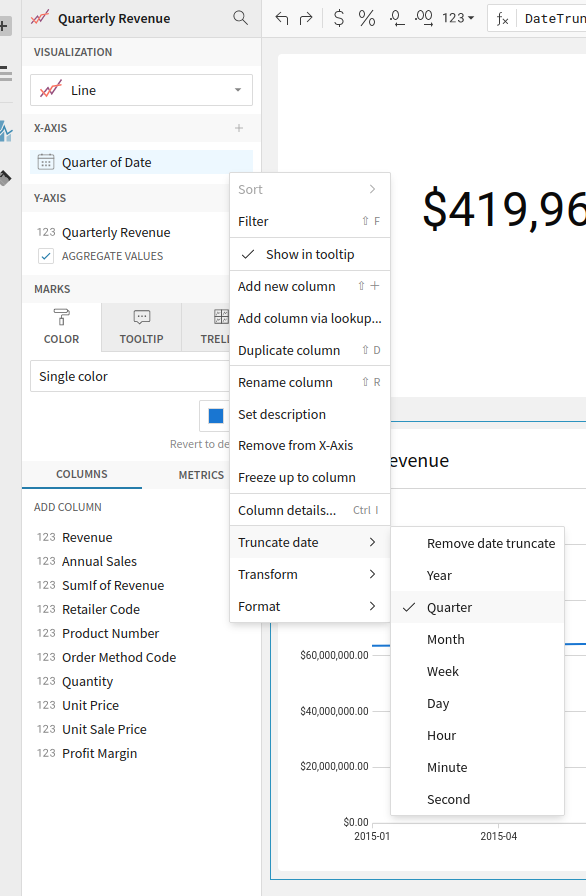 Quarterly Revenue
$ % .0 .00 123
fx DateTrun
VISUALIZATION
Line
X-AXIS
Quarter of Date
Y-AXIS
123 Quarterly Revenue
AGGREGATE VALUES
MARKS
COLOR
TOOLTIP
TRELL
Single color
Revert to de
COLUMNS
METRICS
ADD COLUMN
123 Revenue
123 Annual Sales
123 SumIf of Revenue
123 Retailer Code
123 Product Number
123 Order Method Code
123 Quantity
123 Unit Price
123 Unit Sale Price
123 Profit Margin
Sort
Filter ⇧ F
Show in tooltip
Add new column ⇧ +
Add column via lookup...
Duplicate column ⇧ D
Rename column ⇧ R
Set description
Remove from X-Axis
Freeze up to column
Column details... Ctrl I
Truncate date
Transform
Format
Remove date truncate
Year
Quarter
Month
Week
Day
Hour
Minute
Second
$419,96
evenue
$60,000,000.00
$40,000,000.00
$20,000,000.00
$0.00
2015-01
2015-04